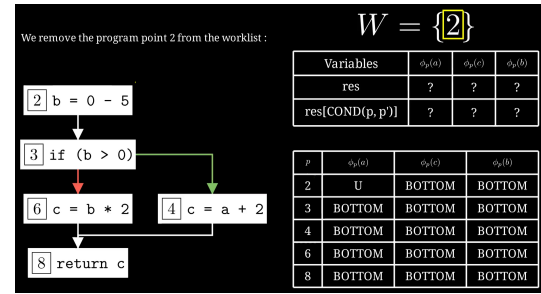 We remove the program point 2 from the worklist :
W = {2}
Variables φₚ(a) φₚ(c) φₚ(b)
res ? ? ?
res[COND(p, p')] ? ? ?
2 b = 0 - 5
3 if (b > 0)
6 c = b * 2
4 c = a + 2
8 return c
p φₚ(a) φₚ(c) φₚ(b)
2 U BOTTOM BOTTOM
3 BOTTOM BOTTOM BOTTOM
4 BOTTOM BOTTOM BOTTOM
6 BOTTOM BOTTOM BOTTOM
8 BOTTOM BOTTOM BOTTOM